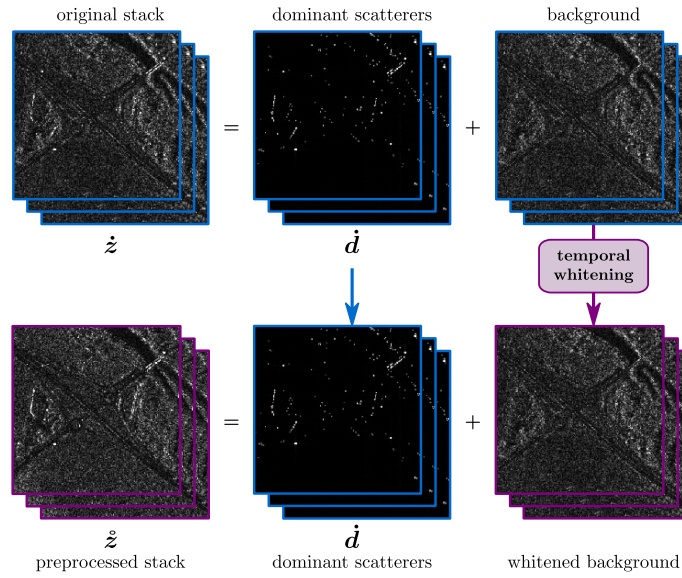 original stack dominant scatterers background
= +
ż ḋ
temporal
whitening
= +
z̊ ḋ
preprocessed stack dominant scatterers whitened background